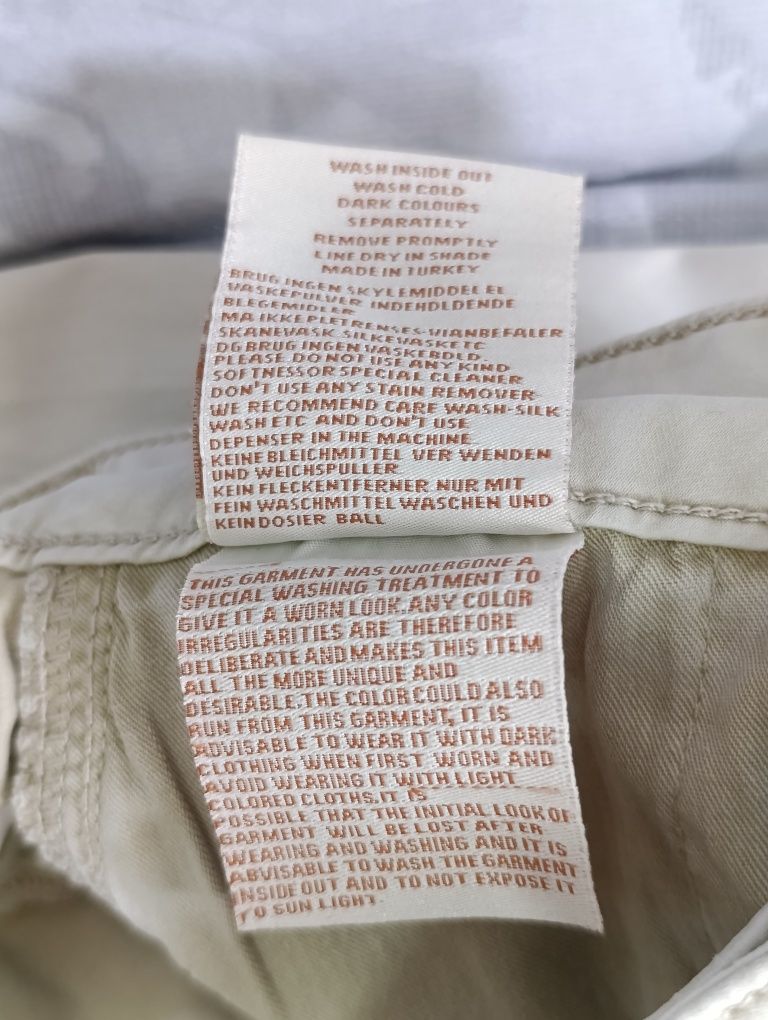 WASH INSIDE OUT
WASH COLD
DARK COLOURS
SEPARATELY
REMOVE PROMPTLY
LINE DRY IN SHADE
MADE IN TURKEY
BRUG INGEN SKYLEMIDDEL EL
VASKEPULVER INDEHDLDENDE
BLEGEMIDLER
MA IKKEPLETRENSES-VIANBEFALER
SKANEVASK SILKEVASKETC
DG BRUG INGEN VASKEBDLD.
PLEASE DO NOT USE ANY KIND
SOFTNESS OR SPECIAL CLEANER
DON'T USE ANY STAIN REMOVER
WE RECOMMEND CARE WASH-SILK
WASH ETC AND DON'T USE
DEPENSER IN THE MACHINE
KEINE BLEICHMITTEL VER WENDEN
UND WEICHSPULLER
KEIN FLECKENTFERNER NUR MIT
FEIN WASCHMITTEL WASCHEN UND
KEIN DOSIER BALL
THIS GARMENT HAS UNDERGONE A
SPECIAL WASHING TREATMENT TO
GIVE IT A WORN LOOK.ANY COLOR
IRREGULARITIES ARE THEREFORE
DELIBERATE AND MAKES THIS ITEM
ALL THE MORE UNIQUE AND
DESIRABLE,THE COLOR COULD ALSO
RUN FROM THIS GARMENT, IT IS
ADVISABLE TO WEAR IT WITH DARK
CLOTHING WHEN FIRST WORN AND
AVOID WEARING IT WITH LIGHT
COLORED CLOTHS.IT IS
POSSIBLE THAT THE INITIAL LOOK OF
GARMENT WILL BE LOST AFTER
WEARING AND WASHING AND IT IS
ABVISABLE TO WASH THE GARMENT
INSIDE OUT AND TO NOT EXPOSE IT
TO SUN LIGHT